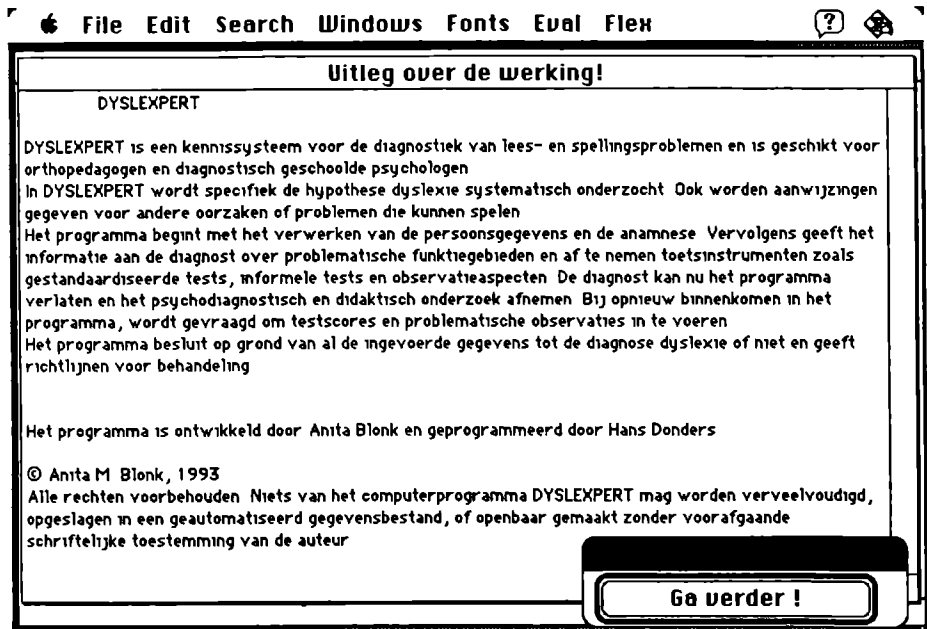 File Edit Search Windows Fonts Eval Flex ?
Uitleg over de werking!
DYSLEXPERT
DYSLEXPERT is een kennissysteem voor de diagnostiek van lees- en spellingsproblemen en is geschikt voor
orthopedagogen en diagnostisch geschoolde psychologen
In DYSLEXPERT wordt specifiek de hypothese dyslexie systematisch onderzocht Ook worden aanwijzingen
gegeven voor andere oorzaken of problemen die kunnen spelen
Het programma begint met het verwerken van de persoonsgegevens en de anamnese Vervolgens geeft het
informatie aan de diagnost over problematische funktiegebieden en af te nemen toetsinstrumenten zoals
gestandaardiseerde tests, informele tests en observatieaspecten De diagnost kan nu het programma
verlaten en het psychodiagnostisch en didaktisch onderzoek afnemen Bij opnieuw binnenkomen in het
programma, wordt gevraagd om testscores en problematische observaties in te voeren
Het programma besluit op grond van al de ingevoerde gegevens tot de diagnose dyslexie of niet en geeft
richtlijnen voor behandeling
Het programma is ontwikkeld door Anita Blonk en geprogrammeerd door Hans Donders
© Anita M Blonk, 1993
Alle rechten voorbehouden Niets van het computerprogramma DYSLEXPERT mag worden verveelvoudigd,
opgeslagen in een geautomatiseerd gegevensbestand, of openbaar gemaakt zonder voorafgaande
schriftelijke toestemming van de auteur
Ga verder !